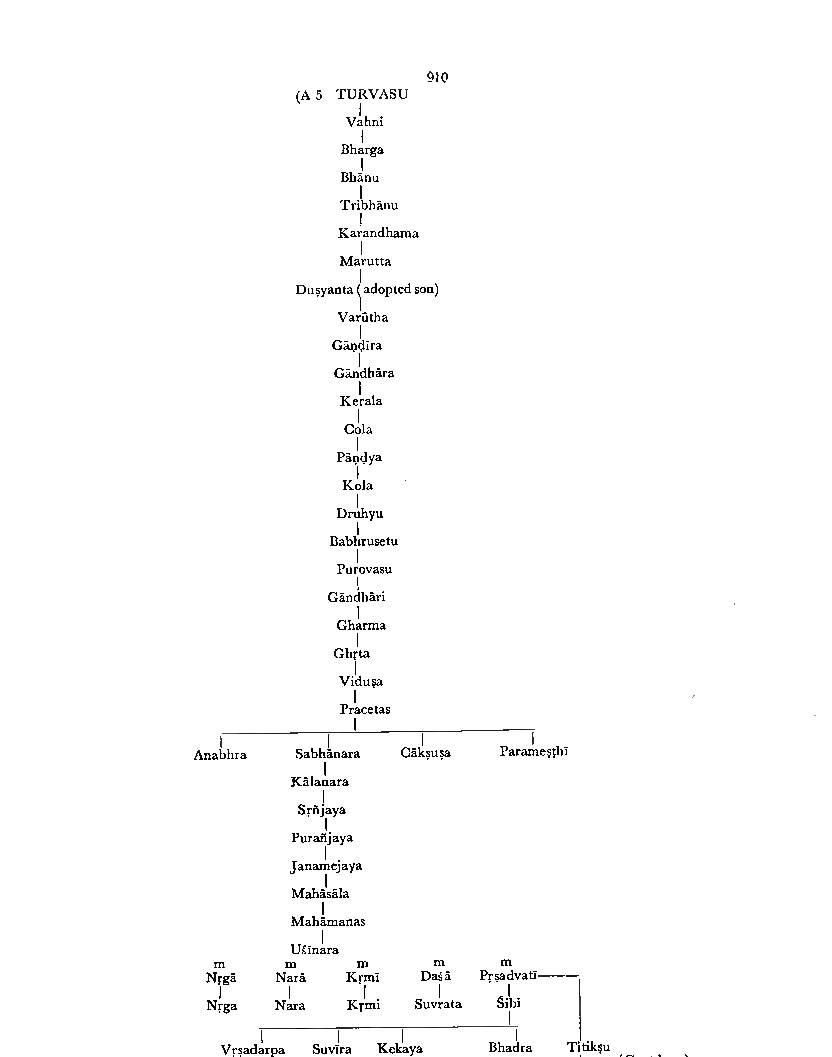 910
(A 5 TURVASU
Vahni
Bharga
Bhānu
Tribhānu
Karandhama
Marutta
Duṣyanta (adopted son)
Varūtha
Gāṇḍīra
Gāndhāra
Kerala
Cola
Pāṇḍya
Kola
Druhyu
Babhrusetu
Purovasu
Gāndhāri
Gharma
Ghṛta
Viduṣa
Pracetas
Anabhra Sabhānara Cākṣuṣa Parameṣṭhī
Kālanara
Sṛñjaya
Purañjaya
Janamejaya
Mahāsāla
Mahāmanas
Uśīnara
m m m m m
Nṛgā Narā Kṛmī Daśā Pṛṣadvatī
Nṛga Nara Kṛmi Suvrata Śibi
Vṛṣadarpa Suvīra Kekaya Bhadra Titikṣu